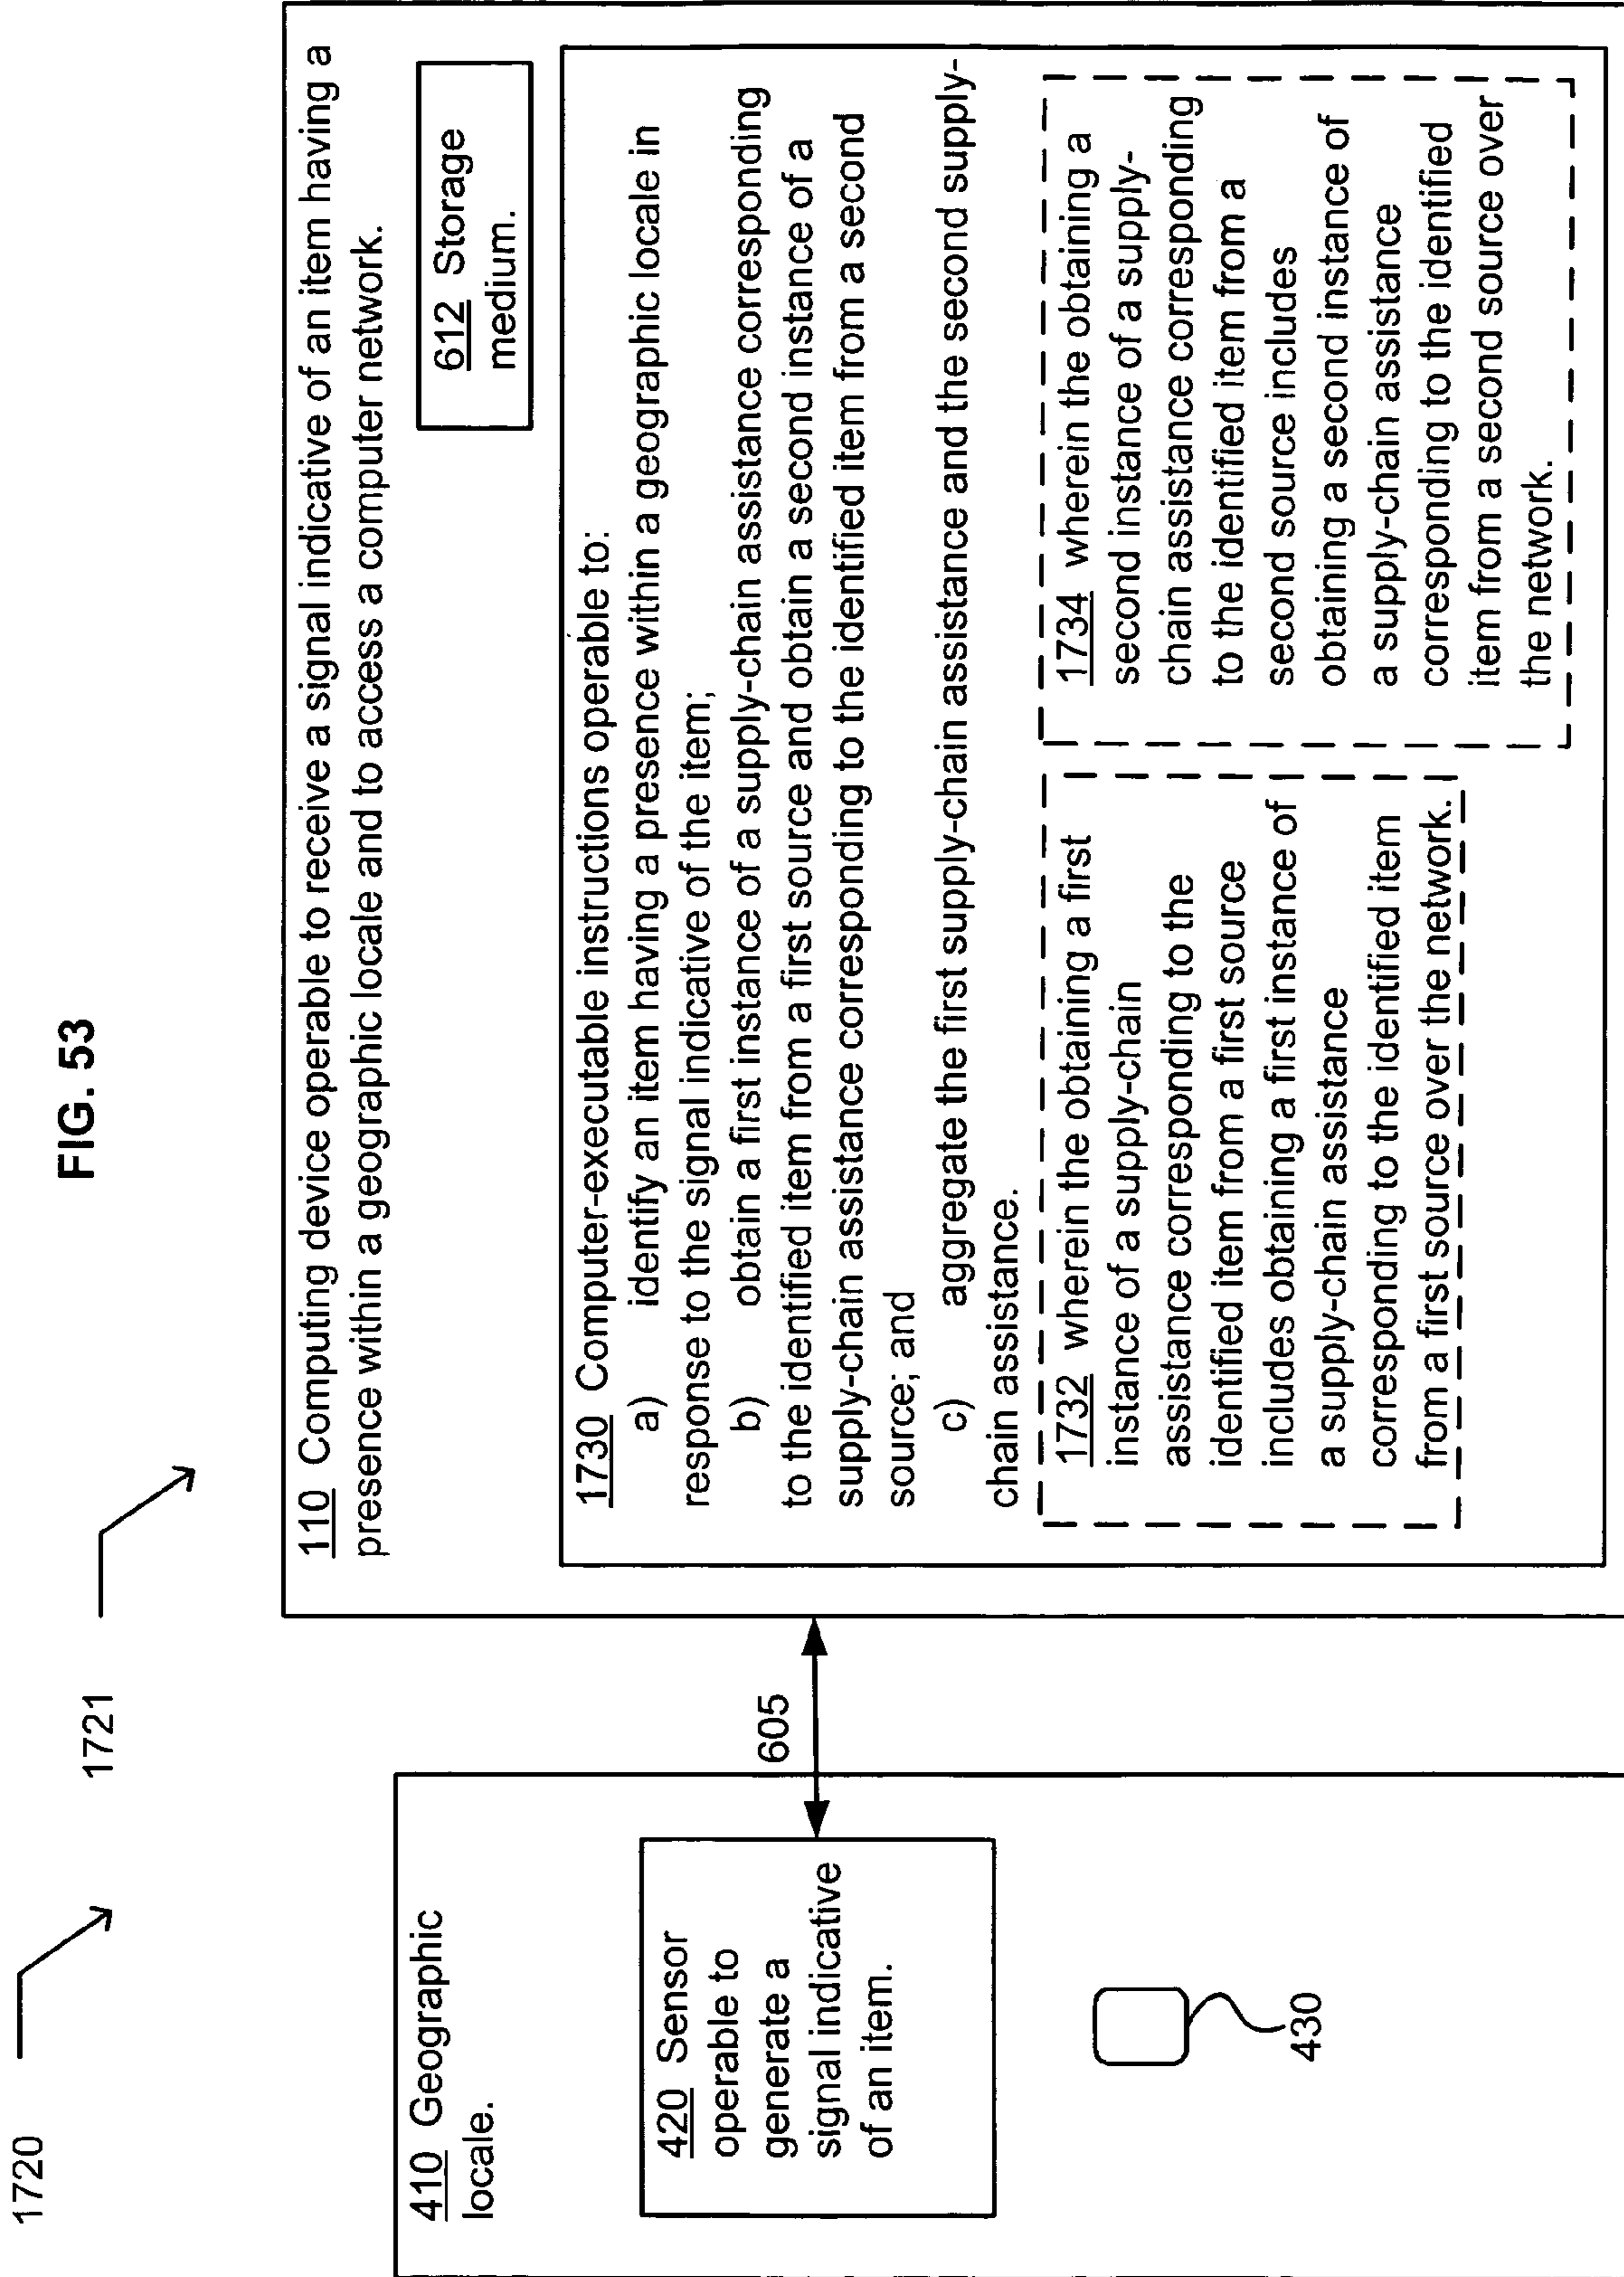 FIG. 53
1720
1721
410 Geographic
locale.
420 Sensor
operable to
generate a
signal indicative
of an item.
430
605
110 Computing device operable to receive a signal indicative of an item having a
presence within a geographic locale and to access a computer network.
612 Storage
medium.
1730 Computer-executable instructions operable to:
a) identify an item having a presence within a geographic locale in
response to the signal indicative of the item;
b) obtain a first instance of a supply-chain assistance corresponding
to the identified item from a first source and obtain a second instance of a
supply-chain assistance corresponding to the identified item from a second
source; and
c) aggregate the first supply-chain assistance and the second supply-
chain assistance.
1732 wherein the obtaining a first
instance of a supply-chain
assistance corresponding to the
identified item from a first source
includes obtaining a first instance of
a supply-chain assistance
corresponding to the identified item
from a first source over the network.
1734 wherein the obtaining a
second instance of a supply-
chain assistance corresponding
to the identified item from a
second source includes
obtaining a second instance of
a supply-chain assistance
corresponding to the identified
item from a second source over
the network.